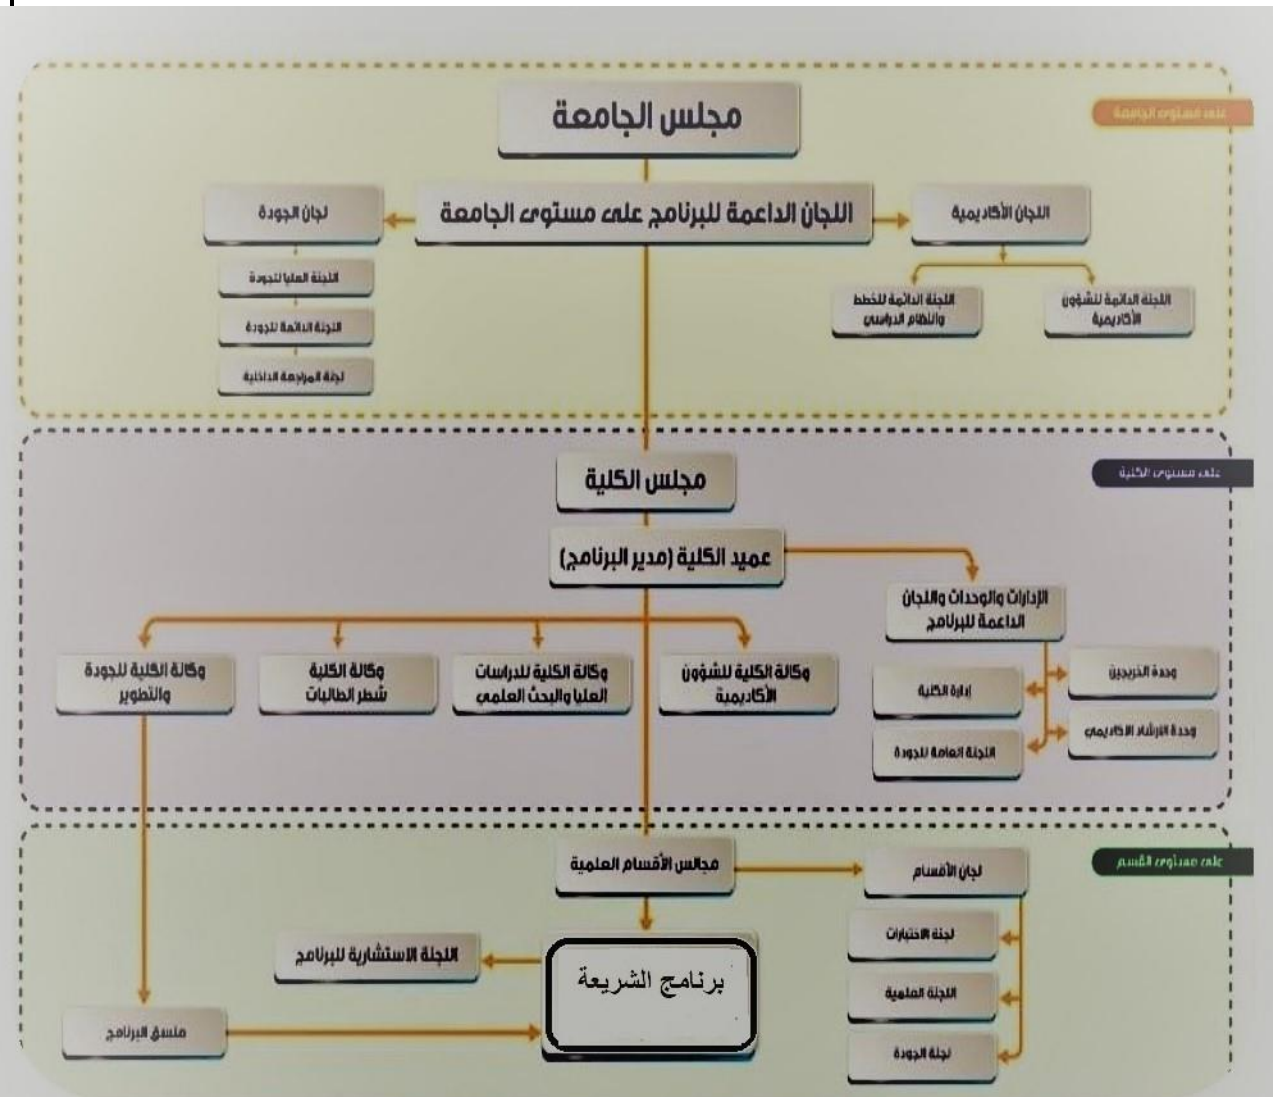 على مستوى الجامعة
مجلس الجامعة
اللجان الداعمة للبرنامج على مستوى الجامعة
اللجان الأكاديمية
اللجنة الدائمة للشؤون
الأكاديمية
اللجنة الدائمة للخطط
والنظام الدراسي
لجان الجودة
اللجنة العليا للجودة
اللجنة الدائمة للجودة
لجنة المراجعة الداخلية
على مستوى الكلية
مجلس الكلية
عميد الكلية (مدير البرنامج)
الإدارات والوحدات واللجان
الداعمة للبرنامج
وحدة الخريجين
إدارة الكلية
وحدة الارشاد الاكاديمي
اللجنة العامة للجودة
وكالة الكلية للشؤون
الأكاديمية
وكالة الكلية للدراسات
العليا والبحث العلمي
وكالة الكلية
شطر الطالبات
وكالة الكلية للجودة
والتطوير
على مستوى القسم
مجالس الأقسام العلمية
لجان الأقسام
لجنة الاختبارات
اللجنة العلمية
لجنة الجودة
برنامج الشريعة
اللجنة الاستشارية للبرنامج
منسق البرنامج